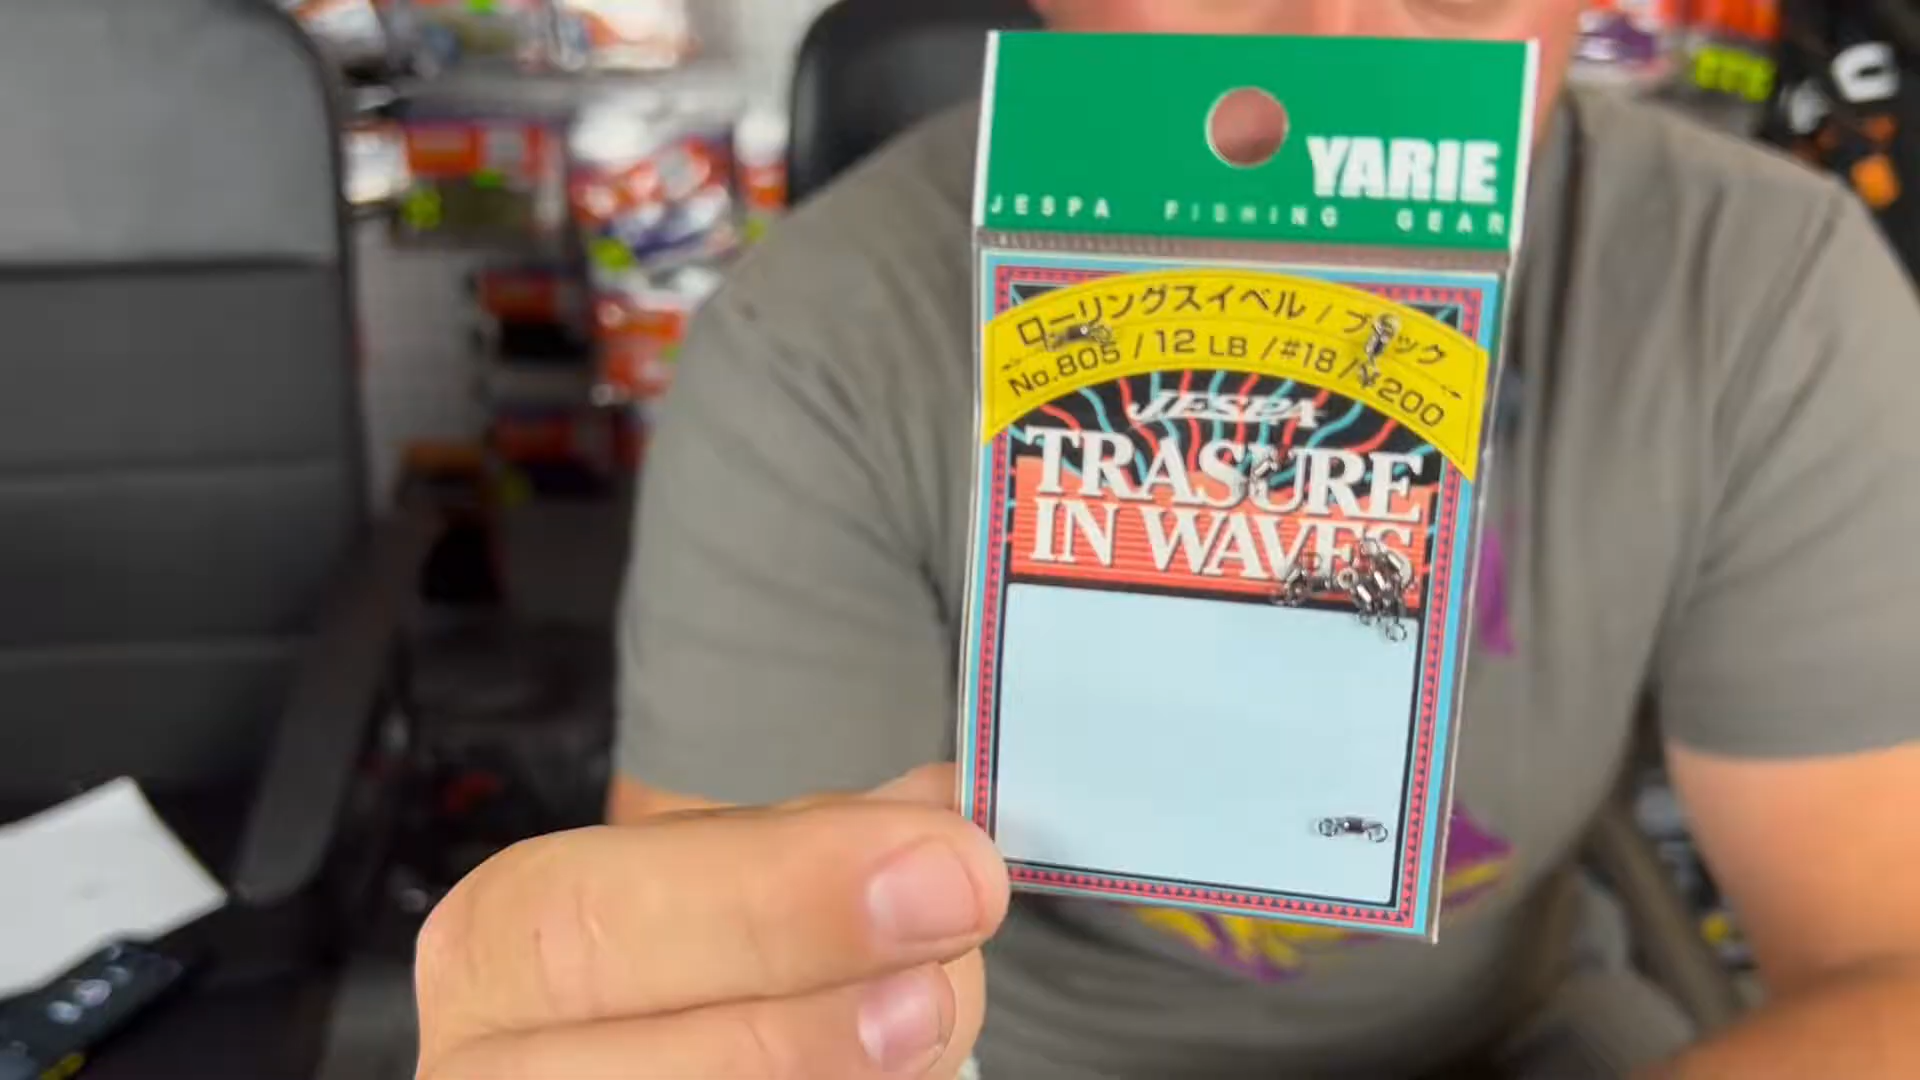 YARIE
JESPA FISHING GEAR
ローリングスイベル / ブラック
No.805 / 12 LB / #18 / ¥200
JESPA
TRASURE
IN WAVES